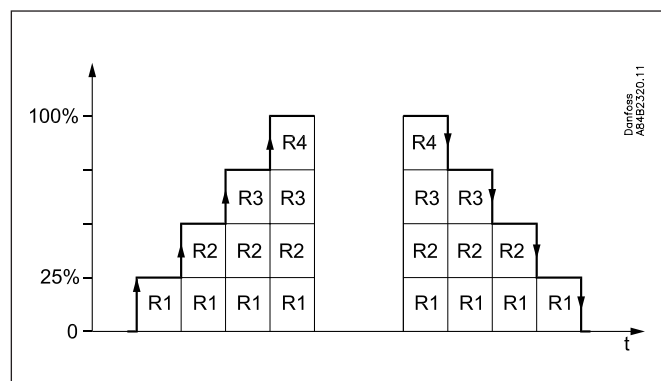 Danfoss
A84B2320.11
100%
R4 R4
R3 R3 R3 R3
R2 R2 R2 R2 R2 R2
25%
R1 R1 R1 R1 R1 R1 R1 R1
0
t